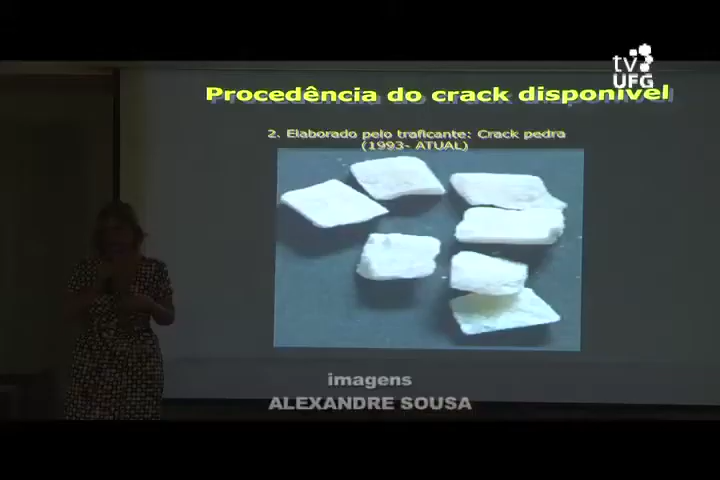 tv
UFG
Procedência do crack disponível
2. Elaborado pelo traficante: Crack pedra
(1993- ATUAL)
imagens
ALEXANDRE SOUSA